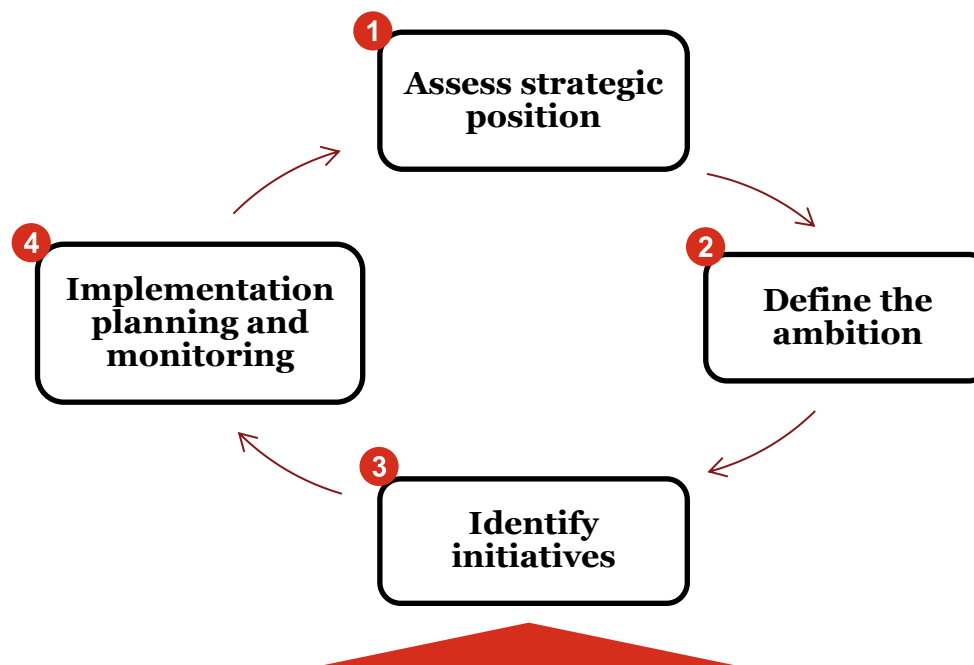 1
Assess strategic
position
2
Define the
ambition
3
Identify
initiatives
4
Implementation
planning and
monitoring